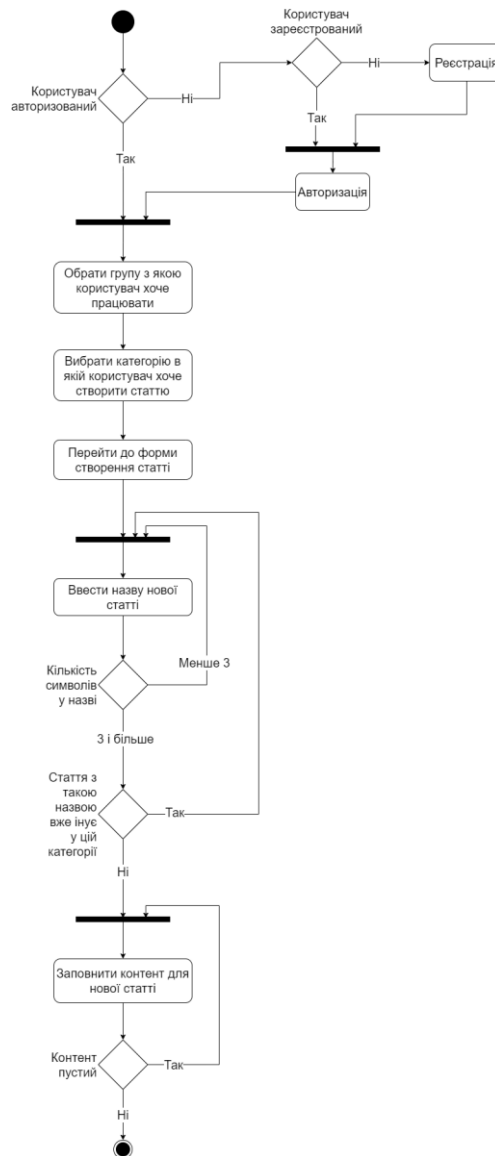 Користувач
зареєстрований
Ні
Реєстрація
Користувач
авторизований
Ні
Так
Так
Авторизація
Обрати групу з якою
користувач хоче
працювати
Вибрати категорію в
якій користувач хоче
створити статтю
Перейти до форми
створення статті
Ввести назву нової
статті
Кількість
символів
у назві
Менше 3
3 і більше
Стаття з
такою
назвою
вже інує
у цій
категорії
Так
Ні
Заповнити контент для
нової статті
Контент
пустий
Так
Ні